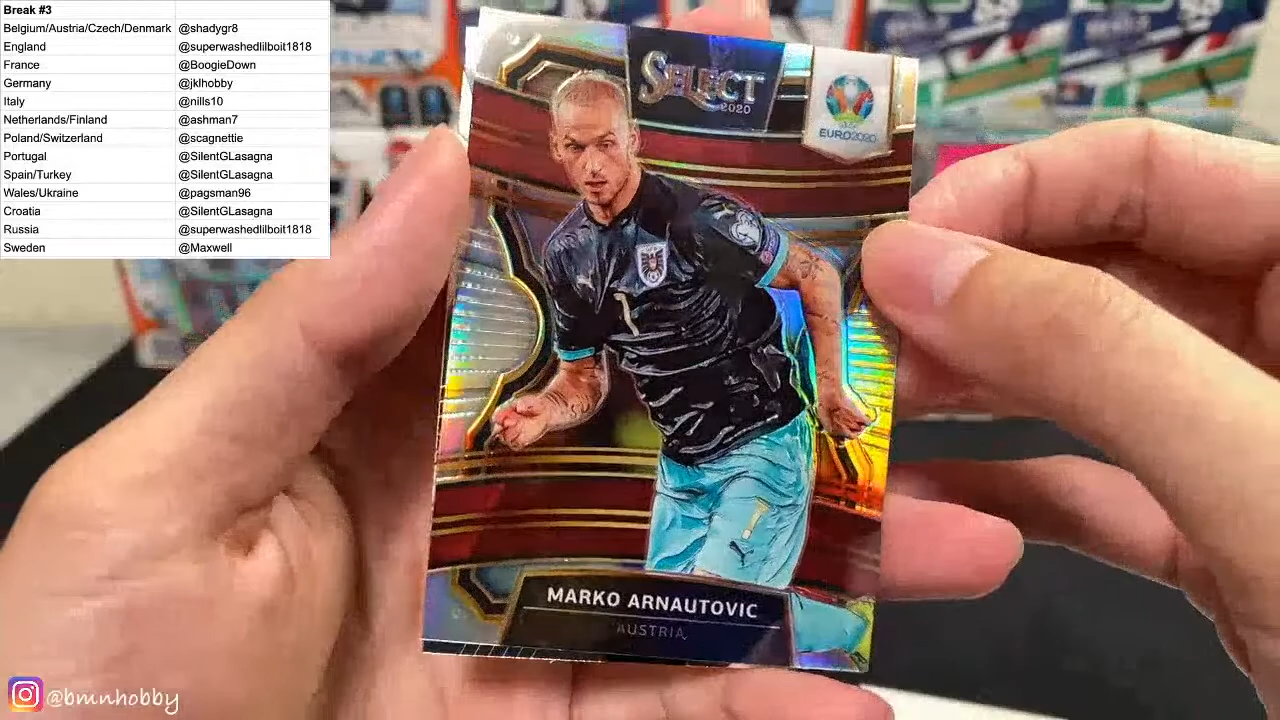 Break #3
Belgium/Austria/Czech/Denmark @shadygr8
England @superwashedlilboit1818
France @BoogieDown
Germany @jklhobby
Italy @nills10
Netherlands/Finland @ashman7
Poland/Switzerland @scagnettie
Portugal @SilentGLasagna
Spain/Turkey @SilentGLasagna
Wales/Ukraine @pagsman96
Croatia @SilentGLasagna
Russia @superwashedlilboit1818
Sweden @Maxwell
SELECT
2020
EURO2020
7
7
MARKO ARNAUTOVIC
AUSTRIA
@bmnhobby